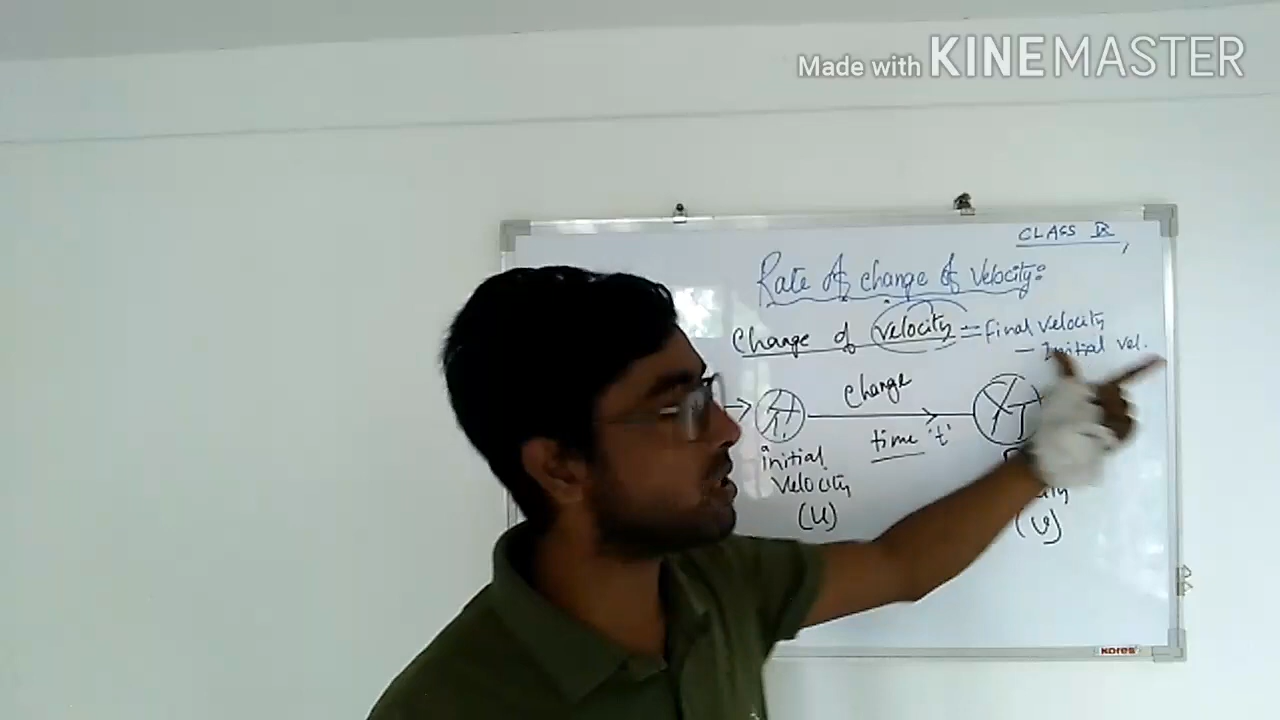 Made with KINEMASTER
CLASS IX,
Rate of change of velocity:
Change of velocity = final velocity
- Initial vel.
Change
time 't'
initial
velocity
(u)
(v)
KORES